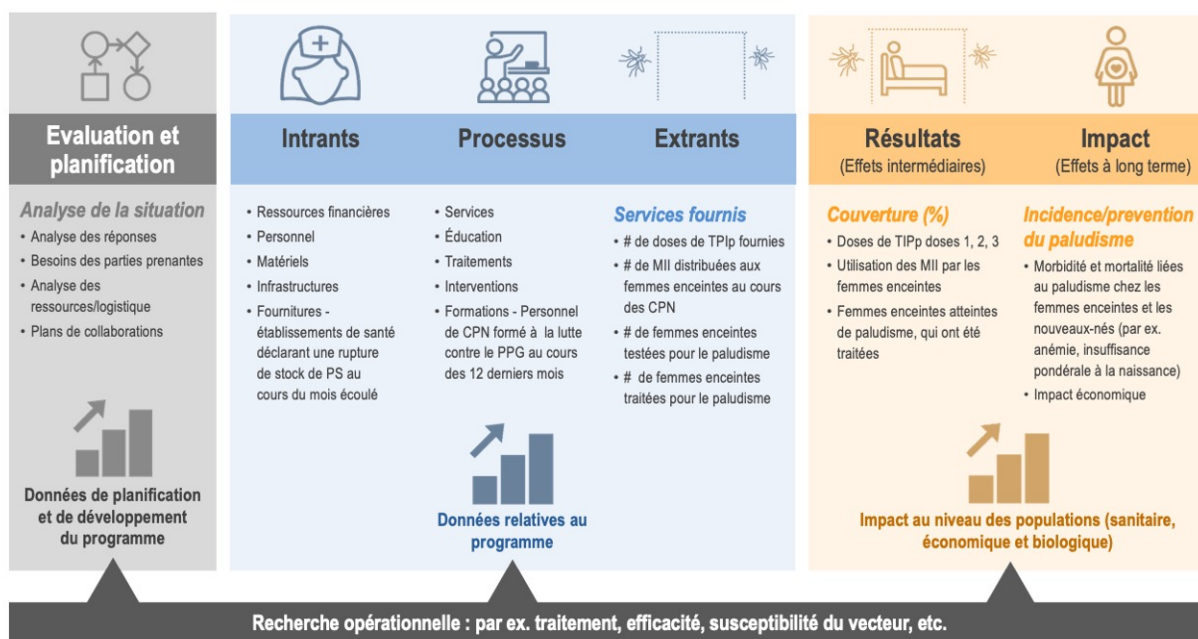 Evaluation et
planification
Analyse de la situation
• Analyse des réponses
• Besoins des parties prenantes
• Analyse des
ressources/logistique
• Plans de collaborations
Données de planification
et de développement
du programme
Intrants
• Ressources financières
• Personnel
• Matériels
• Infrastructures
• Fournitures -
établissements de santé
déclarant une rupture
de stock de PS au
cours du mois écoulé
Processus
• Services
• Éducation
• Traitements
• Interventions
• Formations - Personnel
de CPN formé à la lutte
contre le PPG au cours
des 12 derniers mois
Extrants
Services fournis
• # de doses de TPIp fournies
• # de MII distribuées aux
femmes enceintes au cours
des CPN
• # de femmes enceintes
testées pour le paludisme
• # de femmes enceintes
traitées pour le paludisme
Données relatives au
programme
Résultats
(Effets intermédiaires)
Couverture (%)
• Doses de TIPp doses 1, 2, 3
• Utilisation des MII par les
femmes enceintes
• Femmes enceintes atteintes
de paludisme, qui ont été
traitées
Impact
(Effets à long terme)
Incidence/prevention
du paludisme
• Morbidité et mortalité liées
au paludisme chez les
femmes enceintes et les
nouveaux-nés (par ex.
anémie, insuffisance
pondérale à la naissance)
• Impact économique
Impact au niveau des populations (sanitaire,
économique et biologique)
Recherche opérationnelle : par ex. traitement, efficacité, susceptibilité du vecteur, etc.